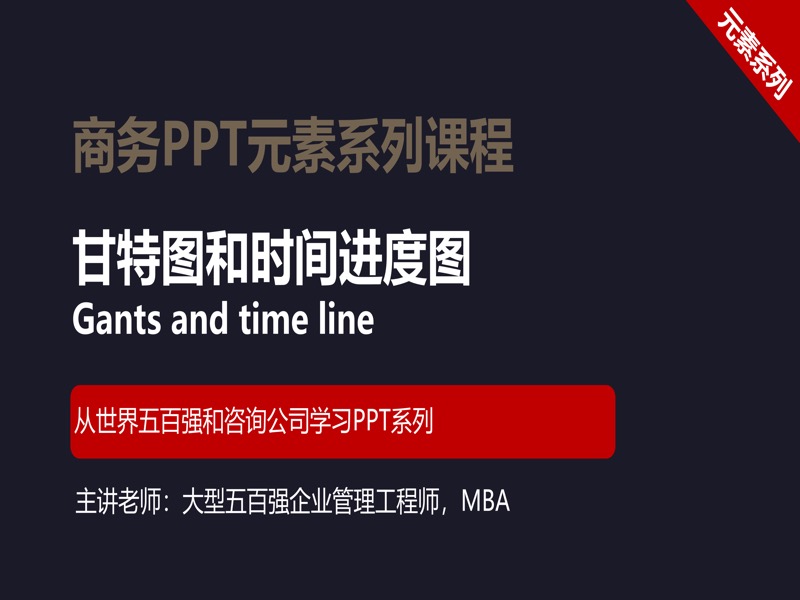 元素系列
商务PPT元素系列课程
甘特图和时间进度图
Gants and time line
从世界五百强和咨询公司学习PPT系列
主讲老师：大型五百强企业管理工程师，MBA